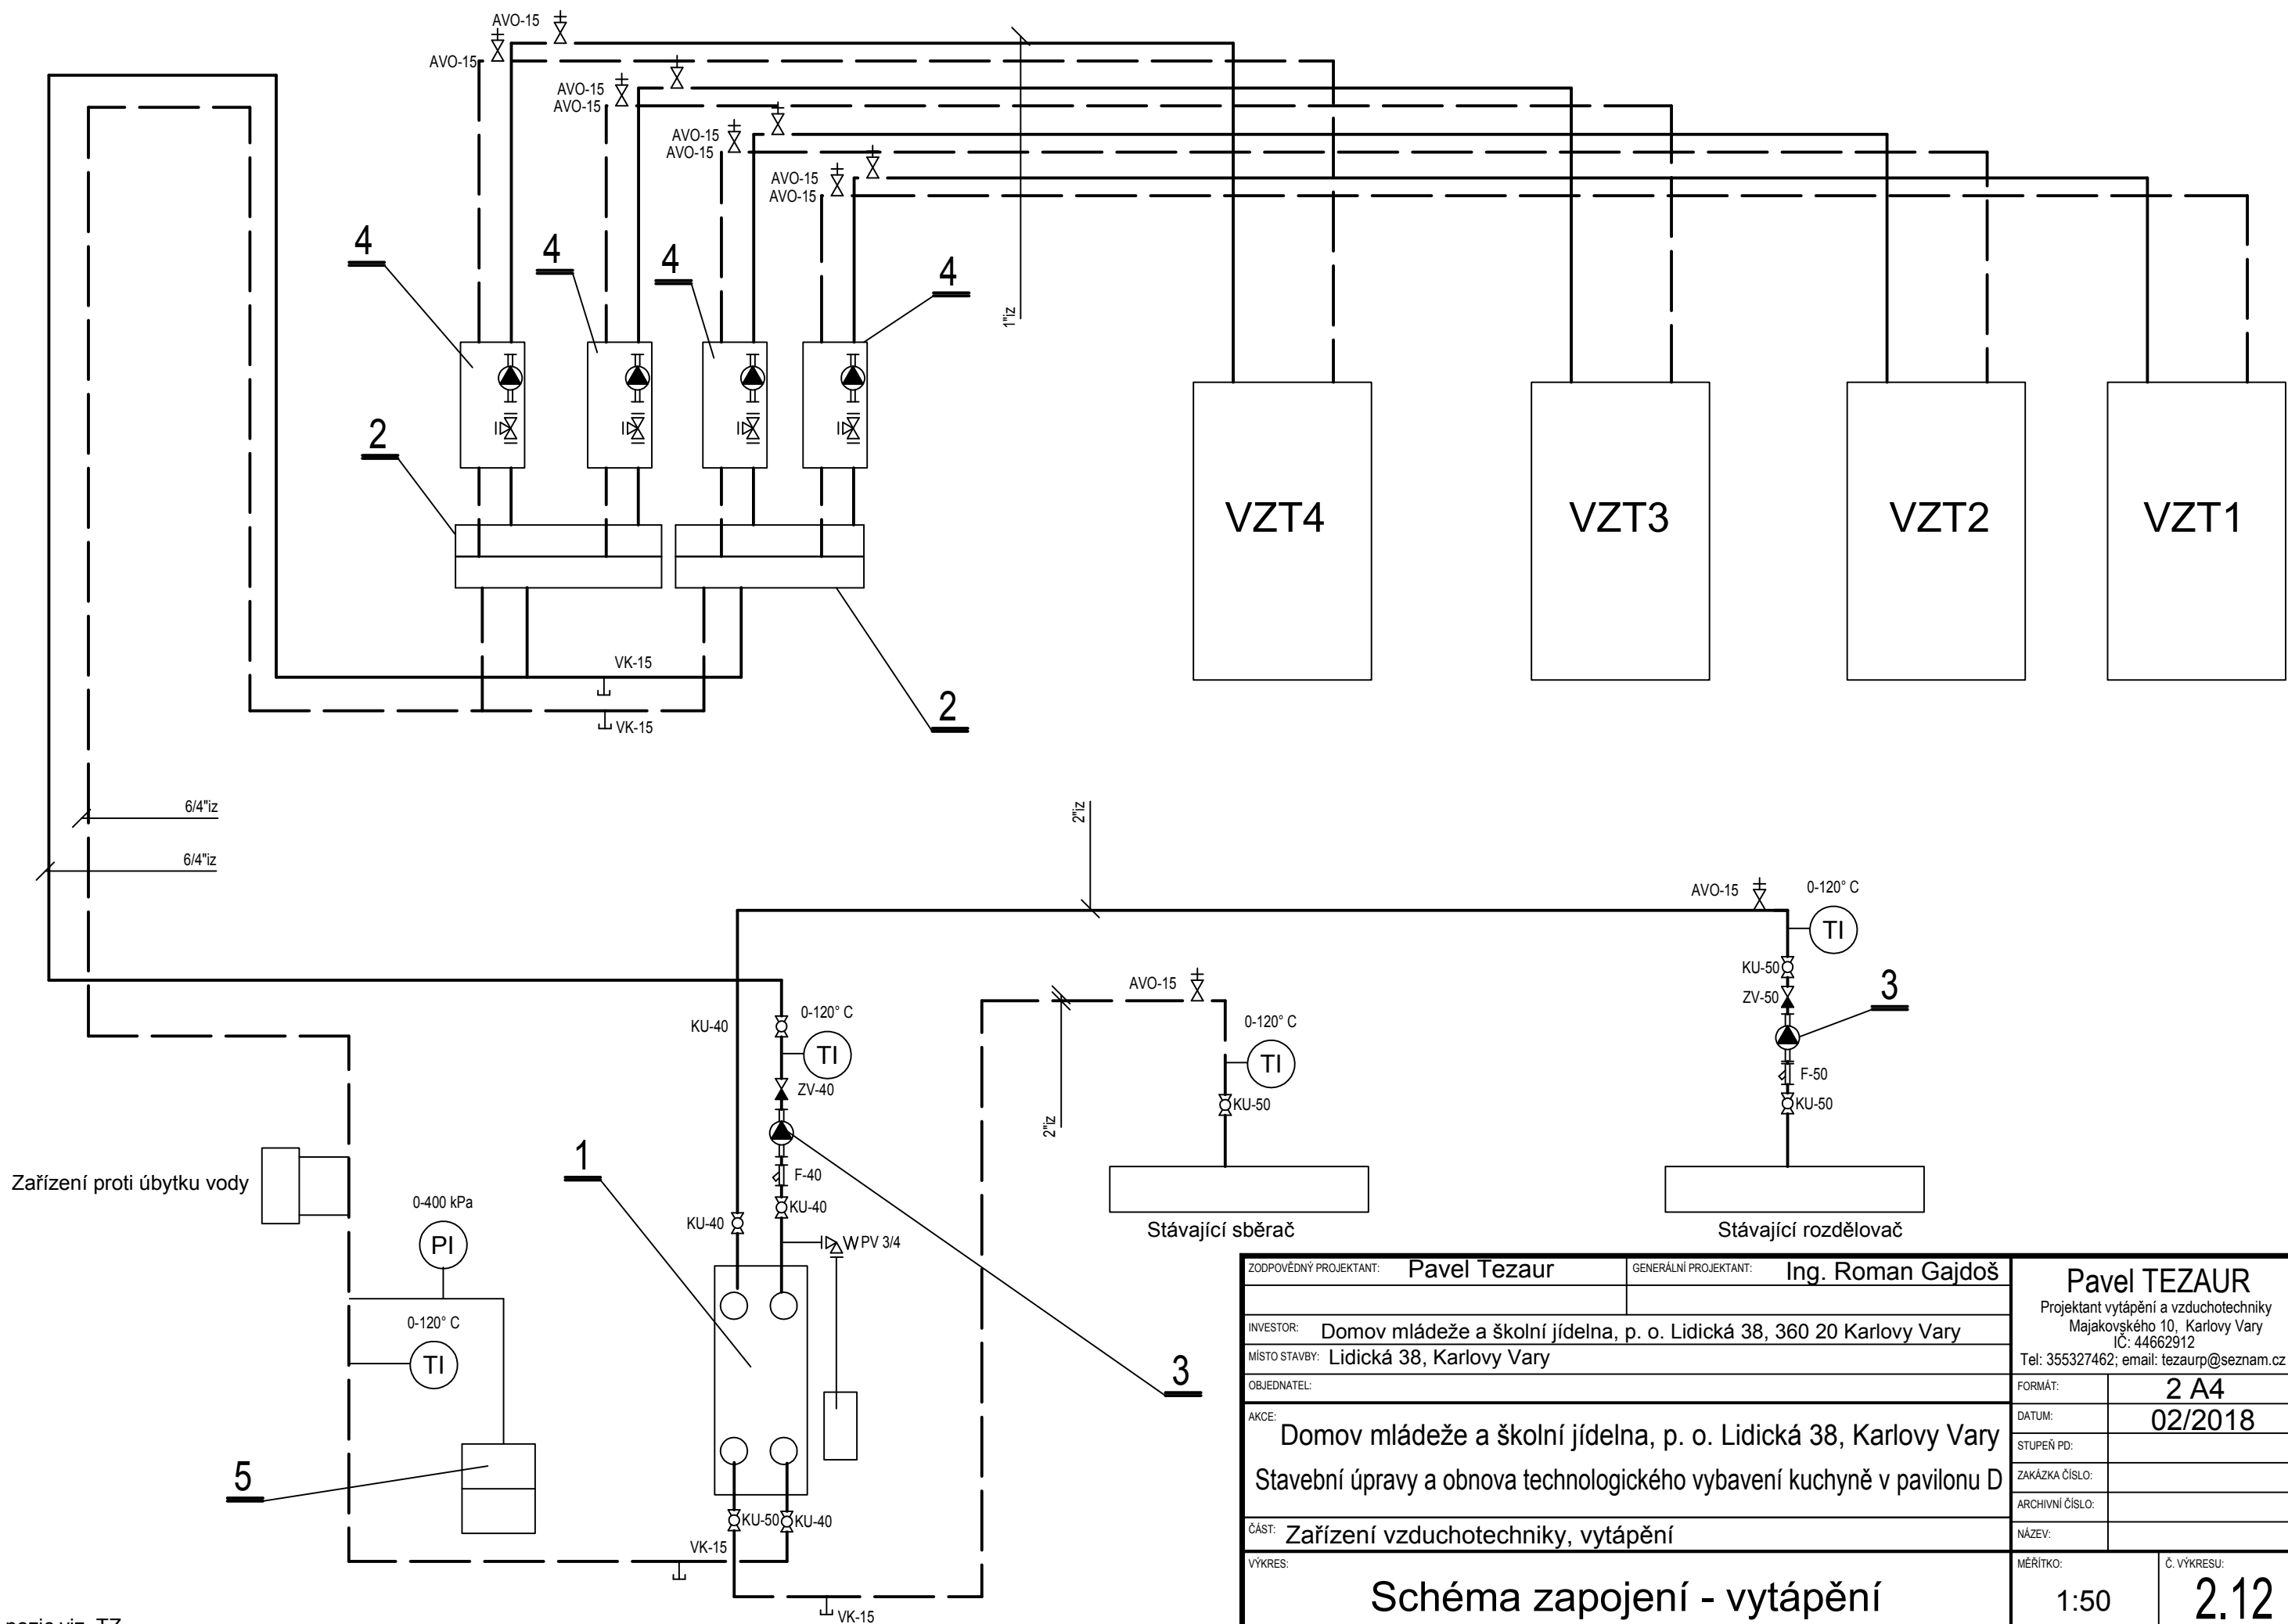 AVO-15
AVO-15
AVO-15
AVO-15
AVO-15
AVO-15
AVO-15
AVO-15
4
4
4
4
1"iz
2
VZT4
VZT3
VZT2
VZT1
VK-15
VK-15
2
6/4"iz
6/4"iz
2"iz
AVO-15
0-120° C
TI
KU-50
ZV-50
3
F-50
KU-50
AVO-15
0-120° C
TI
KU-50
2"iz
KU-40
0-120° C
TI
ZV-40
F-40
KU-40
KU-40
PV 3/4
1
3
Zařízení proti úbytku vody
0-400 kPa
PI
0-120° C
TI
5
Stávající sběrač
Stávající rozdělovač
KU-50
KU-40
VK-15
VK-15
ZODPOVĚDNÝ PROJEKTANT: Pavel Tezaur
GENERÁLNÍ PROJEKTANT: Ing. Roman Gajdoš
INVESTOR: Domov mládeže a školní jídelna, p. o. Lidická 38, 360 20 Karlovy Vary
MÍSTO STAVBY: Lidická 38, Karlovy Vary
OBJEDNATEL:
AKCE: Domov mládeže a školní jídelna, p. o. Lidická 38, Karlovy Vary
Stavební úpravy a obnova technologického vybavení kuchyně v pavilonu D
ČÁST: Zařízení vzduchotechniky, vytápění
VÝKRES:
Schéma zapojení - vytápění
Pavel TEZAUR
Projektant vytápění a vzduchotechniky
Majakovského 10, Karlovy Vary
IČ: 44662912
Tel: 355327462; email: tezaurp@seznam.cz
FORMÁT: 2 A4
DATUM: 02/2018
STUPEŇ PD:
ZAKÁZKA ČÍSLO:
ARCHIVNÍ ČÍSLO:
NÁZEV:
MĚŘÍTKO: 1:50
Č. VÝKRESU: 2.12